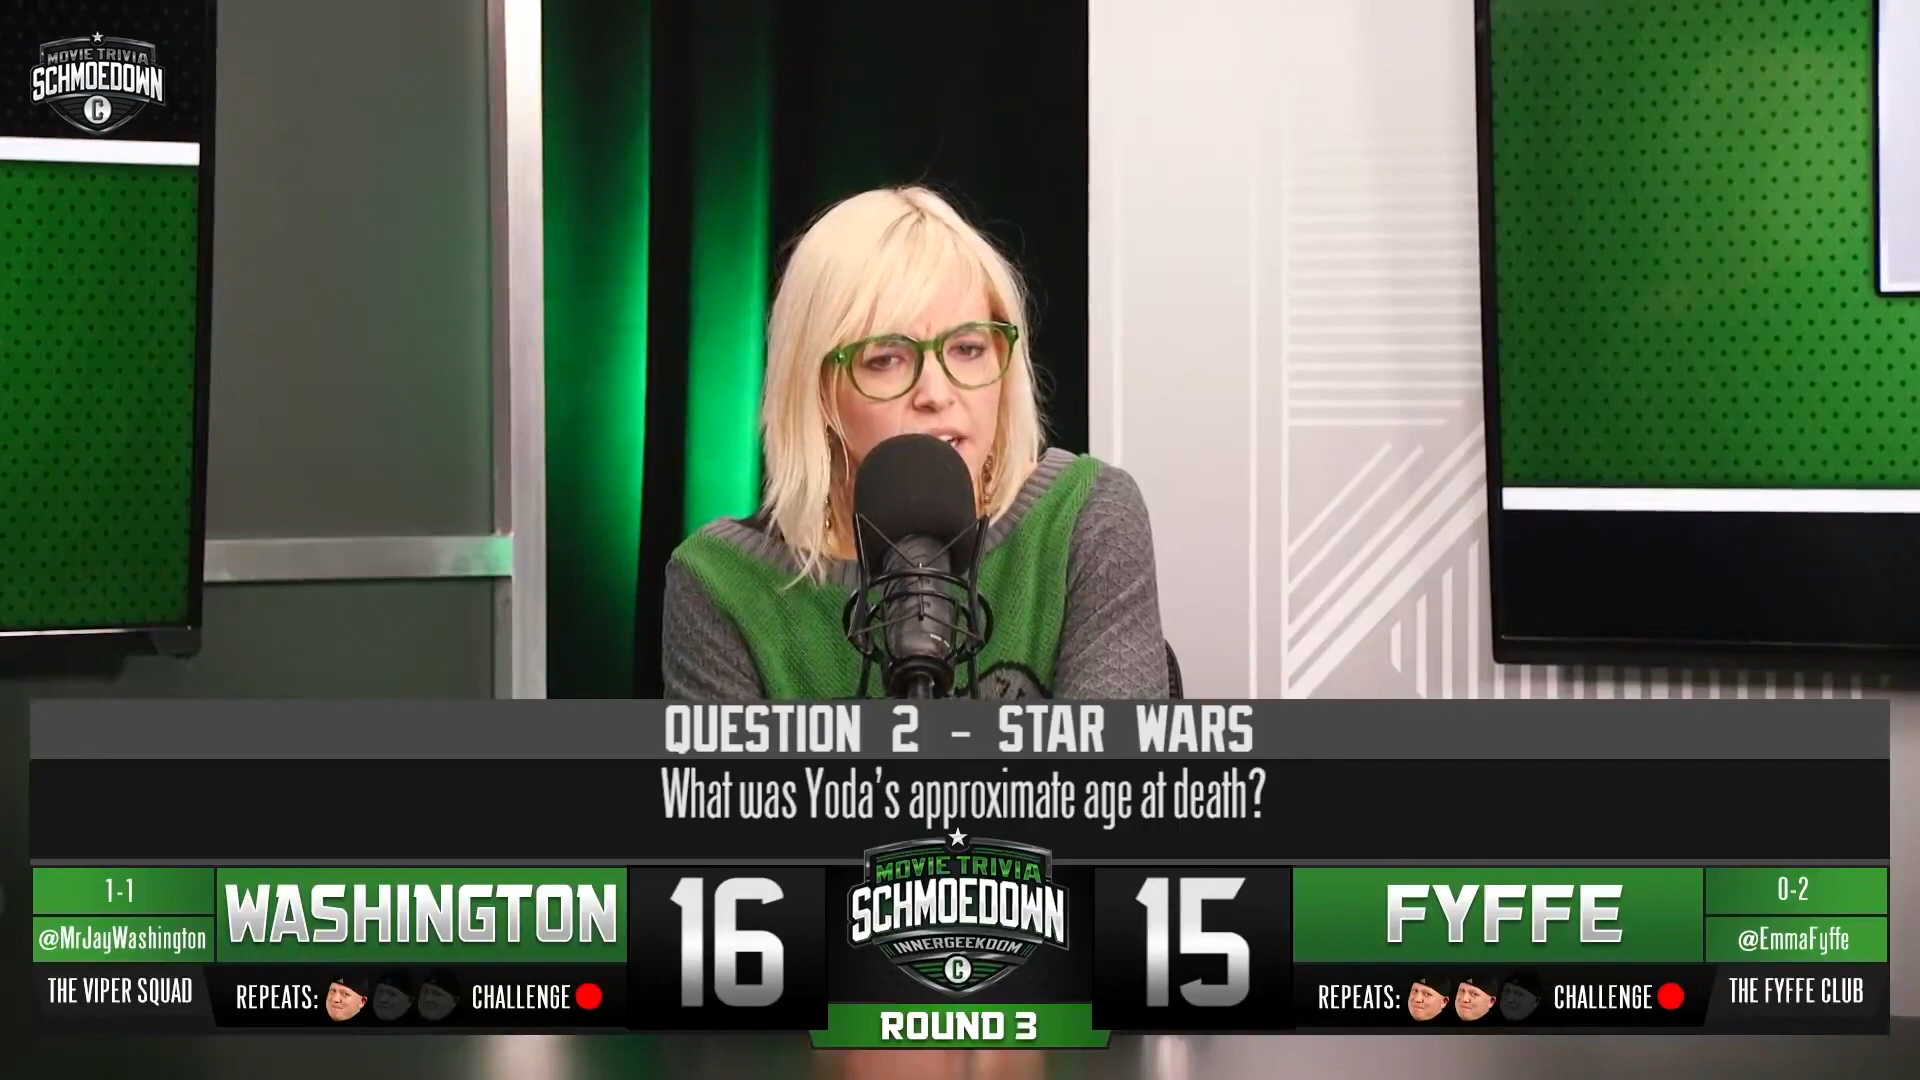 MOVIE TRIVIA
SCHMOEDOWN
C
QUESTION 2 - STAR WARS
What was Yoda's approximate age at death?
1-1
@MrJayWashington
THE VIPER SQUAD
WASHINGTON
REPEATS:
CHALLENGE
16
MOVIE TRIVIA
SCHMOEDOWN
INNERGEEKDOM
C
ROUND 3
15
FYFFE
REPEATS:
CHALLENGE
0-2
@EmmaFyffe
THE FYFFE CLUB